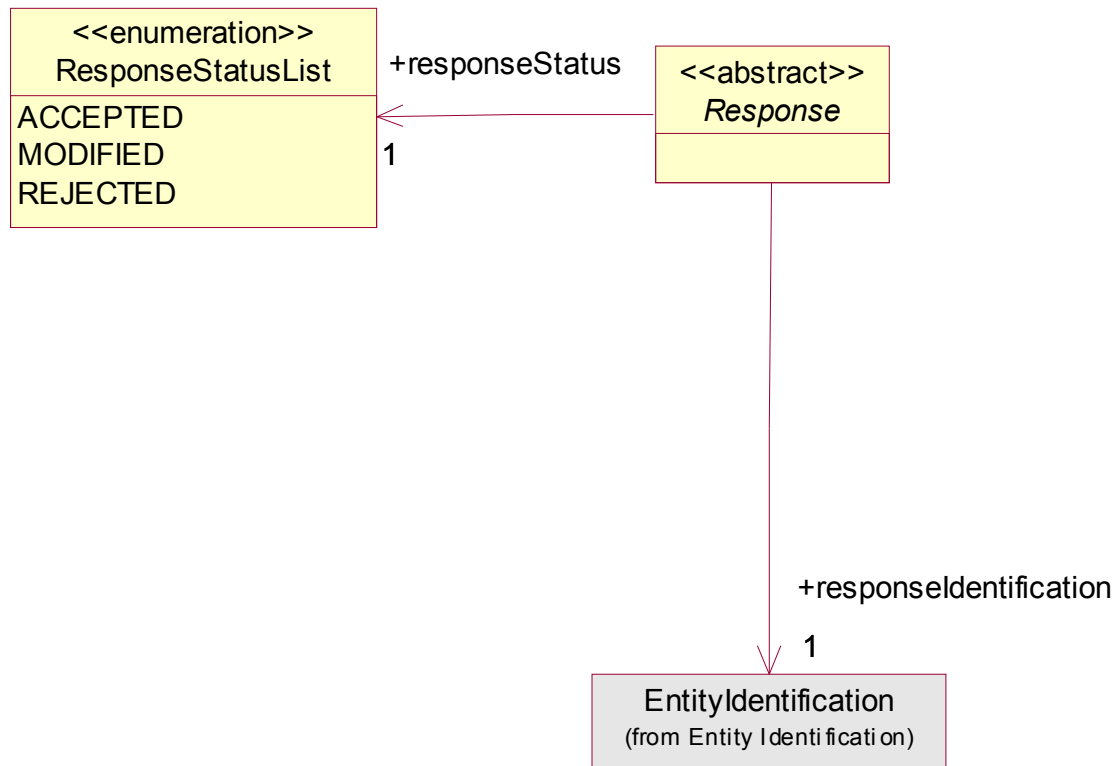 <<enumeration>>
ResponseStatusList
ACCEPTED
MODIFIED
REJECTED
+responseStatus
1
<<abstract>>
Response
+responseIdentification
1
EntityIdentification
(from Entity Identification)